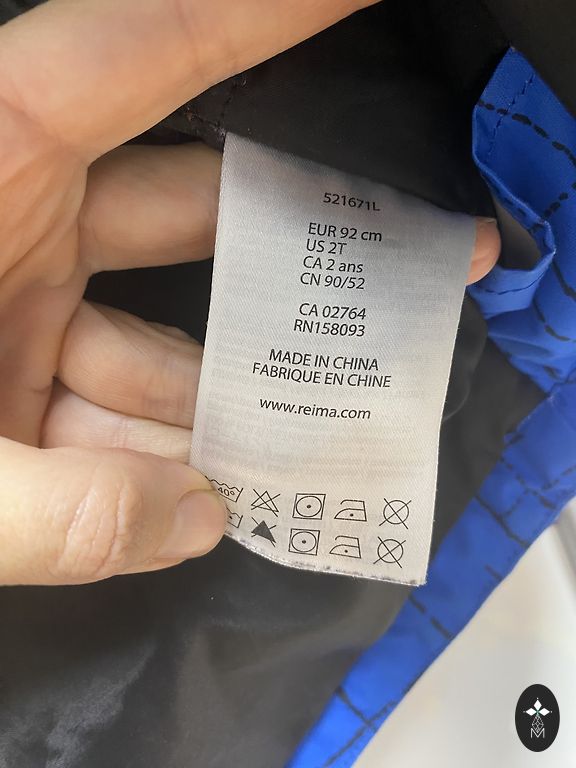 521671L
EUR 92 cm
US 2T
CA 2 ans
CN 90/52
CA 02764
RN158093
MADE IN CHINA
FABRIQUE EN CHINE
www.reima.com
40°